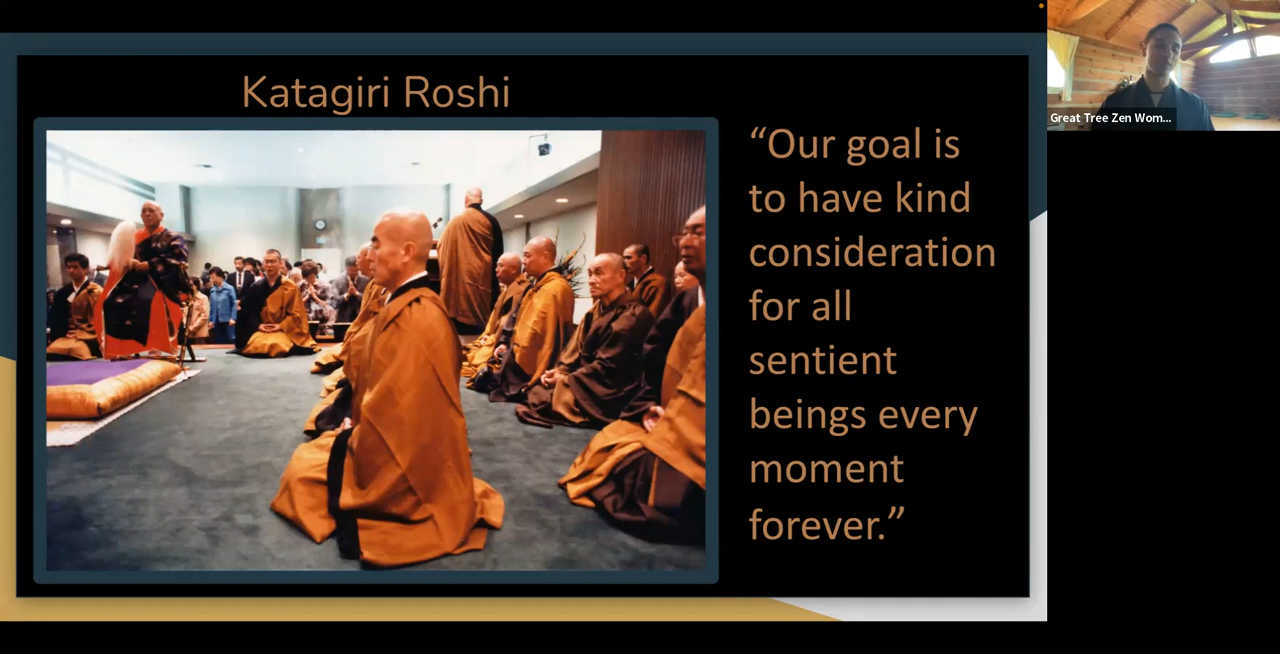 Katagiri Roshi
“Our goal is
to have kind
consideration
for all
sentient
beings every
moment
forever.”
Great Tree Zen Wom...